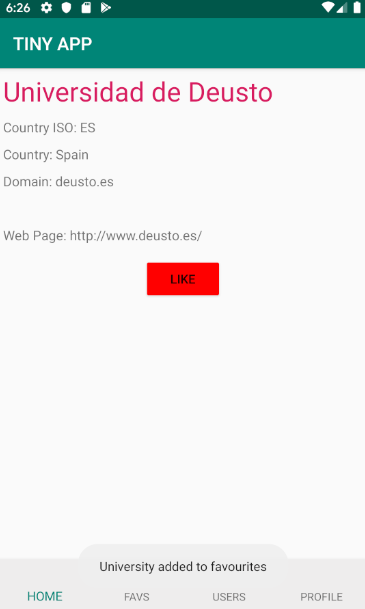 6:26
TINY APP
Universidad de Deusto
Country ISO: ES
Country: Spain
Domain: deusto.es
Web Page: http://www.deusto.es/
LIKE
University added to favourites
HOME FAVS USERS PROFILE